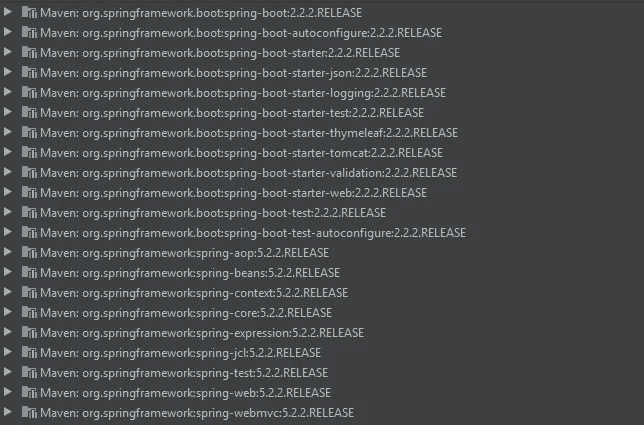 Maven: org.springframework.boot:spring-boot:2.2.2.RELEASE
Maven: org.springframework.boot:spring-boot-autoconfigure:2.2.2.RELEASE
Maven: org.springframework.boot:spring-boot-starter:2.2.2.RELEASE
Maven: org.springframework.boot:spring-boot-starter-json:2.2.2.RELEASE
Maven: org.springframework.boot:spring-boot-starter-logging:2.2.2.RELEASE
Maven: org.springframework.boot:spring-boot-starter-test:2.2.2.RELEASE
Maven: org.springframework.boot:spring-boot-starter-thymeleaf:2.2.2.RELEASE
Maven: org.springframework.boot:spring-boot-starter-tomcat:2.2.2.RELEASE
Maven: org.springframework.boot:spring-boot-starter-validation:2.2.2.RELEASE
Maven: org.springframework.boot:spring-boot-starter-web:2.2.2.RELEASE
Maven: org.springframework.boot:spring-boot-test:2.2.2.RELEASE
Maven: org.springframework.boot:spring-boot-test-autoconfigure:2.2.2.RELEASE
Maven: org.springframework:spring-aop:5.2.2.RELEASE
Maven: org.springframework:spring-beans:5.2.2.RELEASE
Maven: org.springframework:spring-context:5.2.2.RELEASE
Maven: org.springframework:spring-core:5.2.2.RELEASE
Maven: org.springframework:spring-expression:5.2.2.RELEASE
Maven: org.springframework:spring-jcl:5.2.2.RELEASE
Maven: org.springframework:spring-test:5.2.2.RELEASE
Maven: org.springframework:spring-web:5.2.2.RELEASE
Maven: org.springframework:spring-webmvc:5.2.2.RELEASE